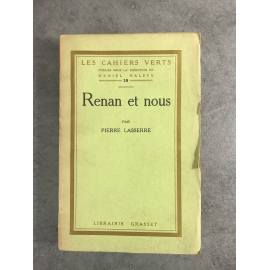 LES CAHIERS VERTS
PUBLIÉS SOUS LA DIRECTION DE
DANIEL HALÉVY
Renan et nous
PAR
PIERRE LASSERRE
LIBRAIRIE GRASSET